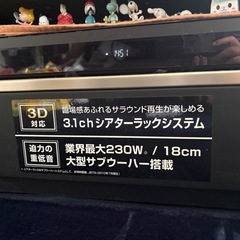 3D
対応
臨場感あふれるサラウンド再生が楽しめる
3.1chシアターラックシステム
迫力の
重低音
業界最大230W※/18cm
大型サブウーハー搭載